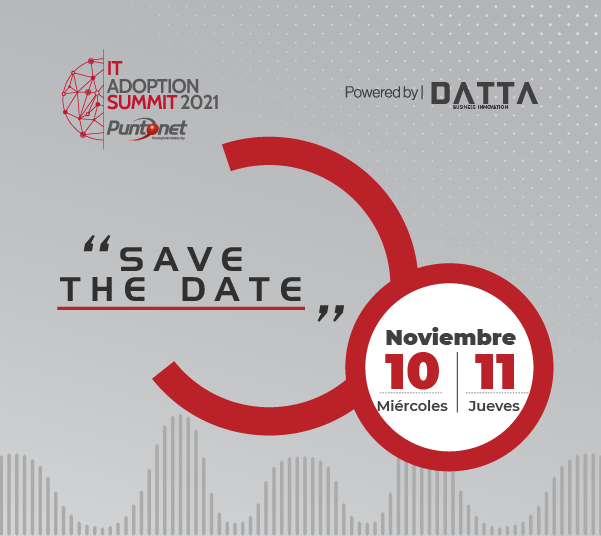 IT
ADOPTION
SUMMIT 2021
Puntonet
Powered by | DATTA
BUSINESS INNOVATION
“SAVE
THE DATE”
Noviembre
10 11
Miércoles Jueves